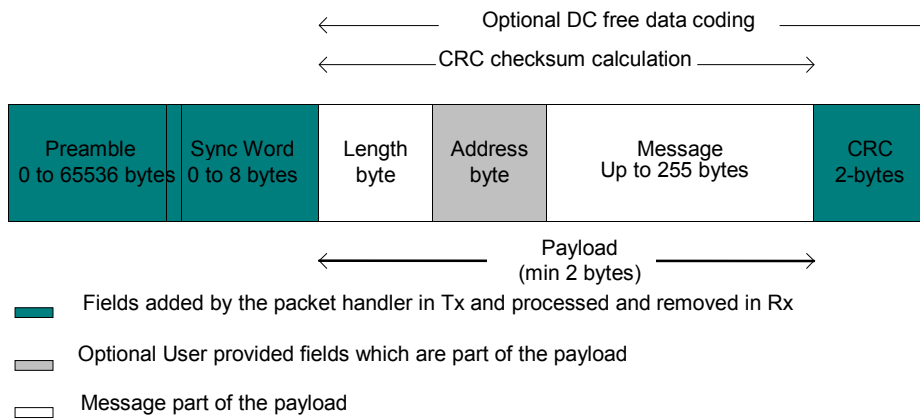 Optional DC free data coding
CRC checksum calculation
Preamble
0 to 65536 bytes
Sync Word
0 to 8 bytes
Length
byte
Address
byte
Message
Up to 255 bytes
CRC
2-bytes
Payload
(min 2 bytes)
Fields added by the packet handler in Tx and processed and removed in Rx
Optional User provided fields which are part of the payload
Message part of the payload